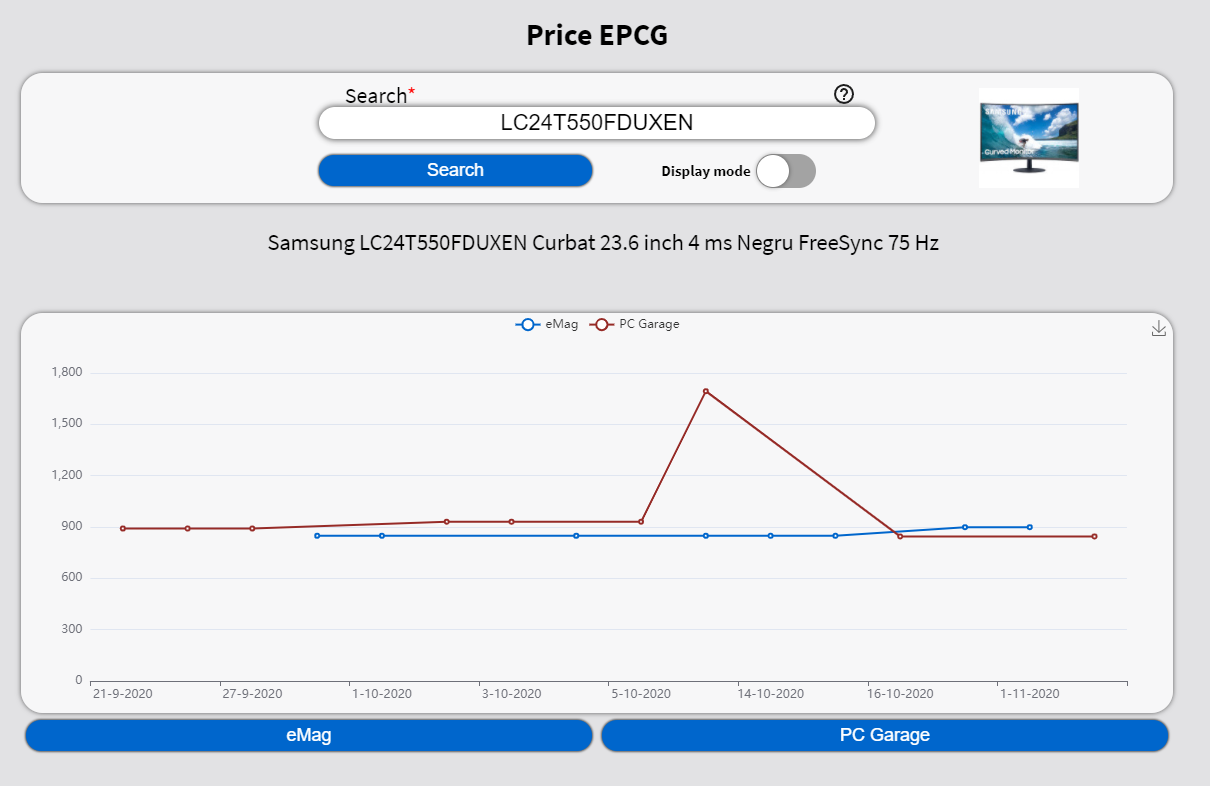 Price EPCG
Search*
LC24T550FDUXEN
Search
Display mode
SAMSUNG
Curved Monitor
Samsung LC24T550FDUXEN Curbat 23.6 inch 4 ms Negru FreeSync 75 Hz
eMag
PC Garage
1,800
1,500
1,200
900
600
300
0
21-9-2020
27-9-2020
1-10-2020
3-10-2020
5-10-2020
14-10-2020
16-10-2020
1-11-2020
eMag
PC Garage